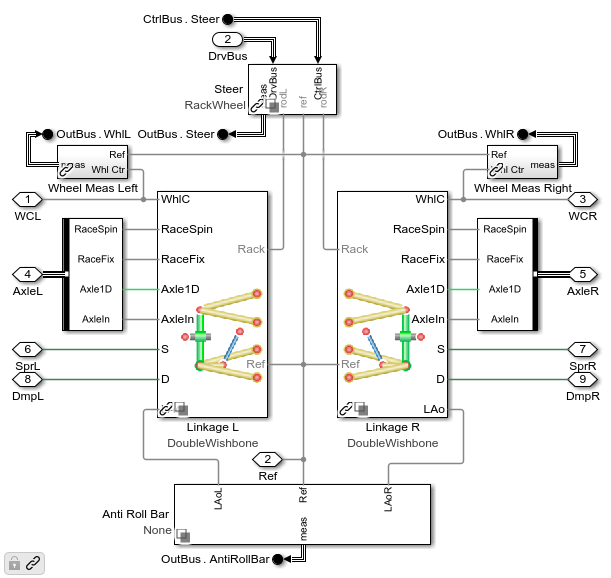 CtrlBus . Steer
2
DrvBus
Steer
RackWheel
meas
DrvBus
rodL
ref
CtrlBus
rodR
OutBus . WhlL
OutBus . Steer
OutBus . WhlR
Ref
meas
Whl Ctr
Wheel Meas Left
Ref
meas
Whl Ctr
Wheel Meas Right
1
WCL
3
WCR
WhlC
RaceSpin
RaceFix
Axle1D
AxleIn
S
D
Rack
Ref
WhlC
RaceSpin
RaceFix
Axle1D
AxleIn
S
D
LAo
Rack
Ref
RaceSpin
RaceFix
Axle1D
AxleIn
4
AxleL
RaceSpin
RaceFix
Axle1D
AxleIn
5
AxleR
6
SprL
7
SprR
8
DmpL
9
DmpR
Linkage L
DoubleWishbone
Linkage R
DoubleWishbone
2
Ref
Anti Roll Bar
None
LAoL
Ref
LAoR
meas
OutBus . AntiRollBar